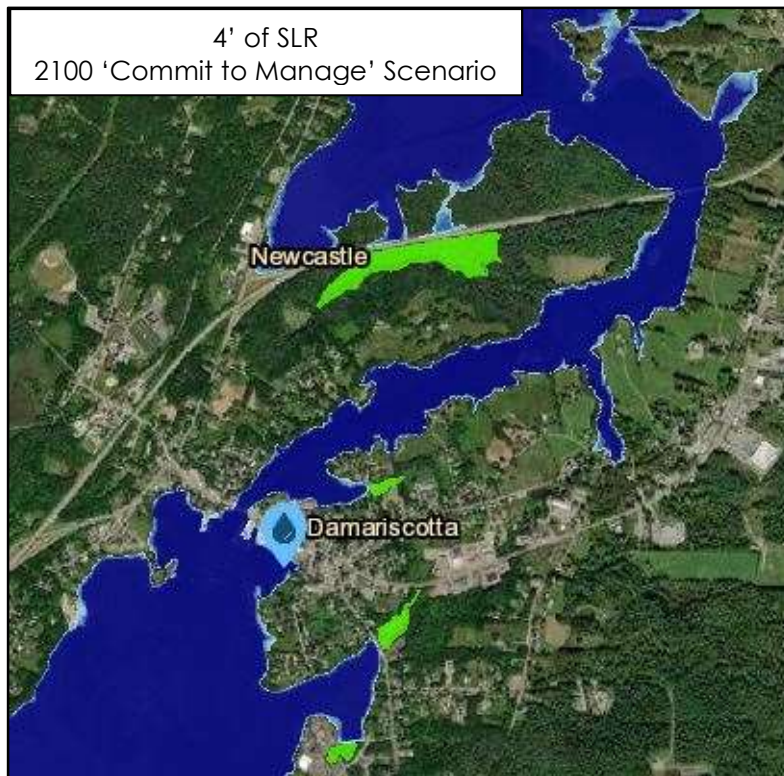 4’ of SLR
2100 ‘Commit to Manage’ Scenario
Newcastle
Damariscotta